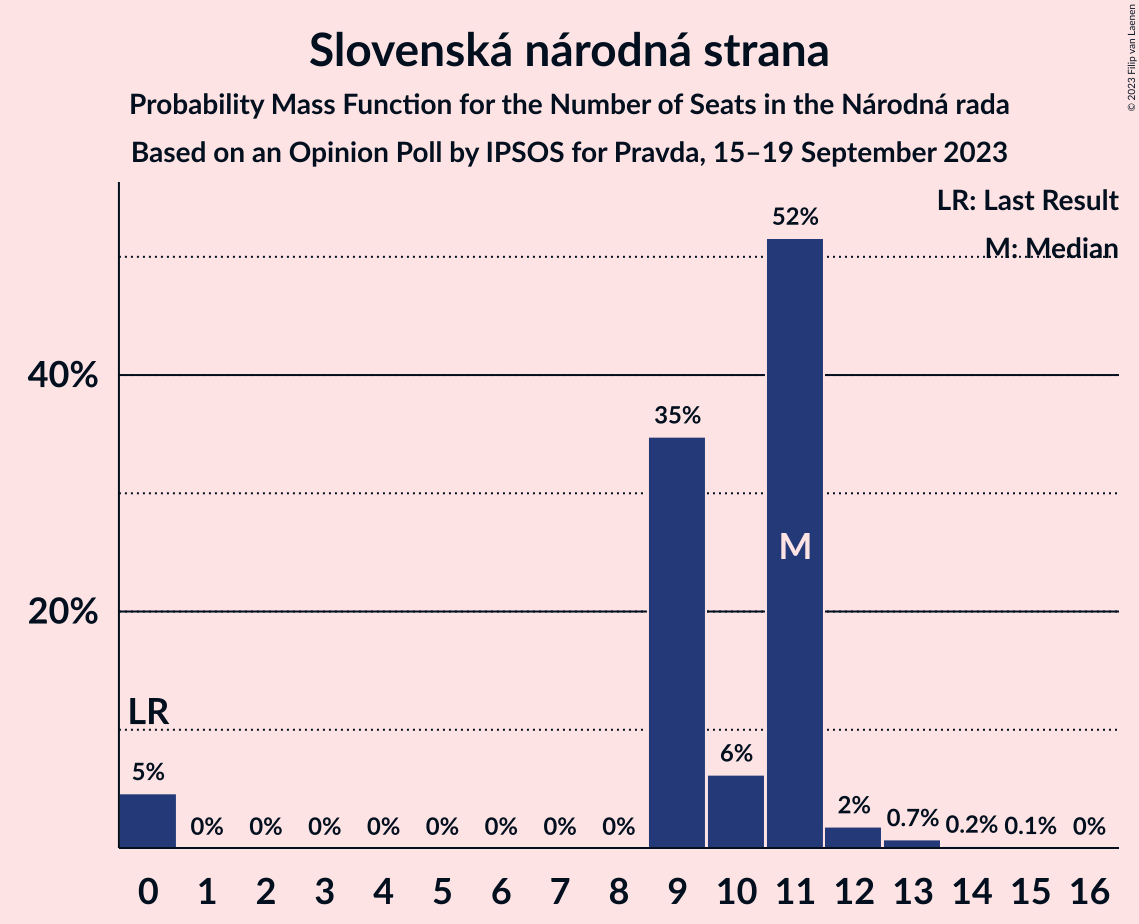 Slovenská národná strana
Probability Mass Function for the Number of Seats in the Národná rada
Based on an Opinion Poll by IPSOS for Pravda, 15–19 September 2023
© 2023 Filip van Laenen
LR: Last Result
M: Median
52%
40%
35%
M
20%
LR
5% 0% 0% 0% 0% 0% 0% 0% 0% 6% 2% 0.7% 0.2% 0.1% 0%
0 1 2 3 4 5 6 7 8 9 10 11 12 13 14 15 16